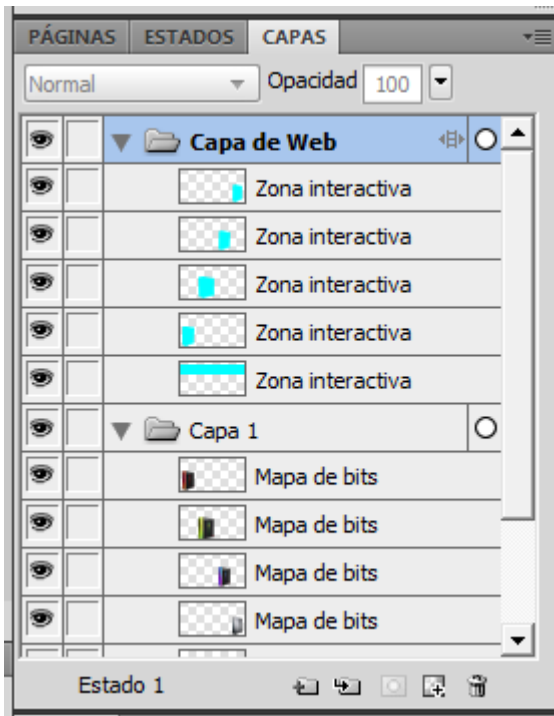 PÁGINAS ESTADOS CAPAS
Normal Opacidad 100
Capa de Web
Zona interactiva
Zona interactiva
Zona interactiva
Zona interactiva
Zona interactiva
Capa 1
Mapa de bits
Mapa de bits
Mapa de bits
Mapa de bits
Estado 1